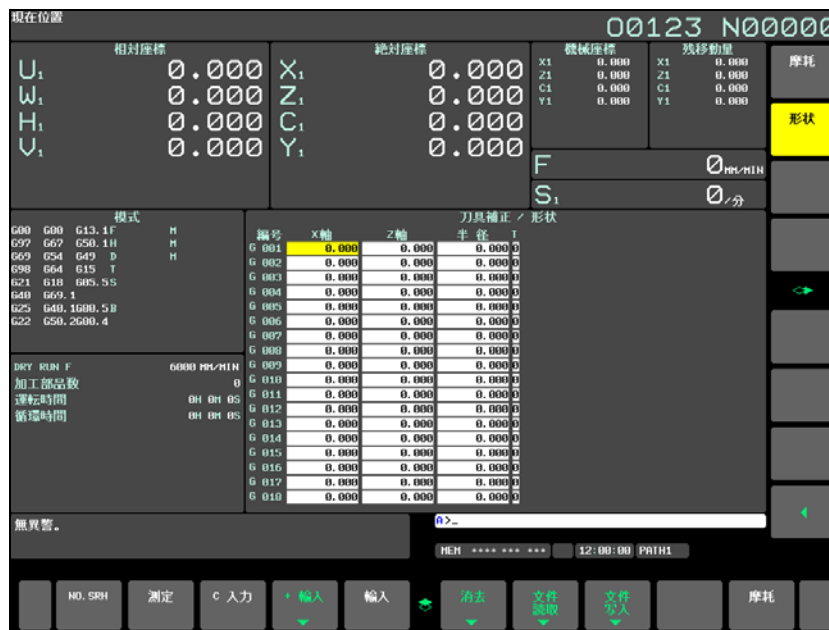 現在位置
O0123 N00000
相対座標
絶対座標
機械座標
残移動量
U1 0.000
W1 0.000
H1 0.000
V1 0.000
X1 0.000
Z1 0.000
C1 0.000
Y1 0.000
X1 0.000
Z1 0.000
C1 0.000
Y1 0.000
X1 0.000
Z1 0.000
C1 0.000
Y1 0.000
F 0MM/MIN
S1 0/分
摩耗
形状
模式
G00 G80 G13.1F M
G97 G67 G50.1H M
G69 G54 G49 D M
G98 G64 G15 T
G21 G18 G05.5S
G40 G69.1
G25 G40.1G80.5B
G22 G50.2G00.4
DRY RUN F 6000 MM/MIN
加工部品数 0
運転時間 0H 0M 0S
循環時間 0H 0M 0S
刀具補正 / 形状
編号 X軸 Z軸 半径 T
G 001 0.000 0.000 0.000 0
G 002 0.000 0.000 0.000 0
G 003 0.000 0.000 0.000 0
G 004 0.000 0.000 0.000 0
G 005 0.000 0.000 0.000 0
G 006 0.000 0.000 0.000 0
G 007 0.000 0.000 0.000 0
G 008 0.000 0.000 0.000 0
G 009 0.000 0.000 0.000 0
G 010 0.000 0.000 0.000 0
G 011 0.000 0.000 0.000 0
G 012 0.000 0.000 0.000 0
G 013 0.000 0.000 0.000 0
G 014 0.000 0.000 0.000 0
G 015 0.000 0.000 0.000 0
G 016 0.000 0.000 0.000 0
G 017 0.000 0.000 0.000 0
G 018 0.000 0.000 0.000 0
無異警。
A>_
MEM **** *** *** 12:00:00 PATH1
NO.SRH
測定
C 入力
+ 輸入
輸入
消去
文件
読取
文件
写入
摩耗